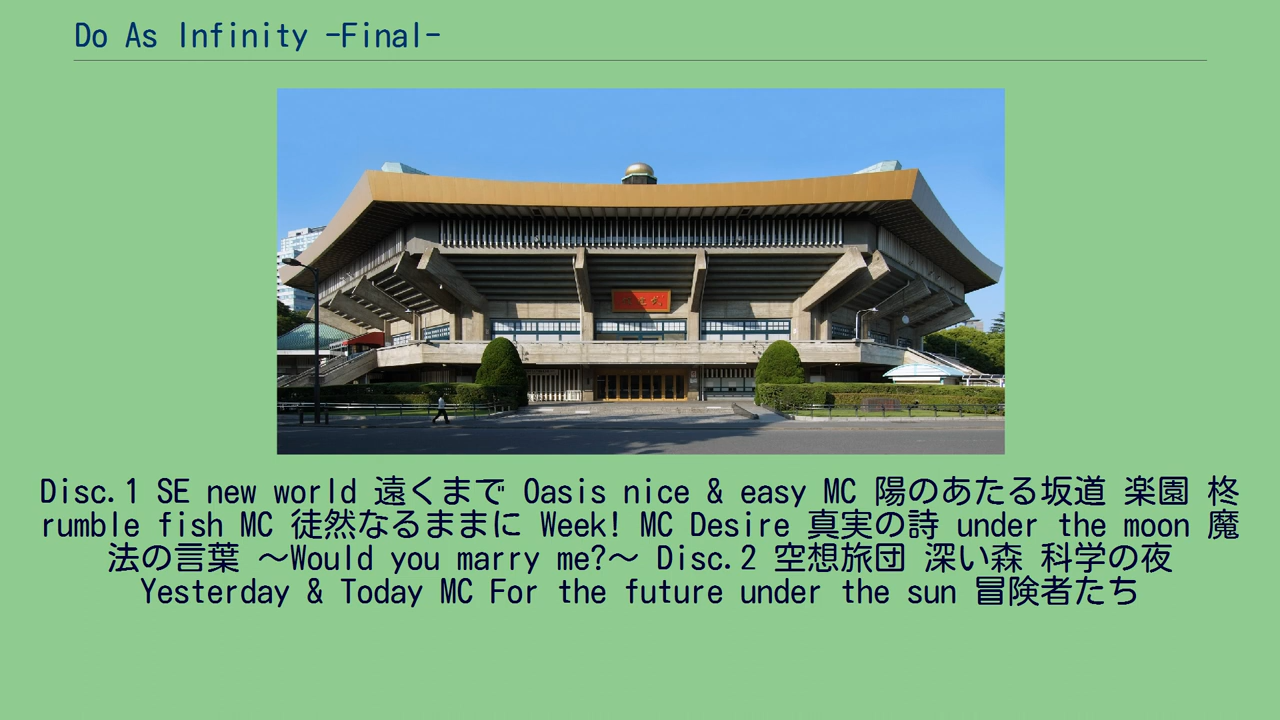 Do As Infinity -Final-
Disc.1 SE new world 遠くまで Oasis nice & easy MC 陽のあたる坂道 楽園 柊
rumble fish MC 徒然なるままに Week! MC Desire 真実の詩 under the moon 魔
法の言葉 〜Would you marry me?〜 Disc.2 空想旅団 深い森 科学の夜
Yesterday & Today MC For the future under the sun 冒険者たち